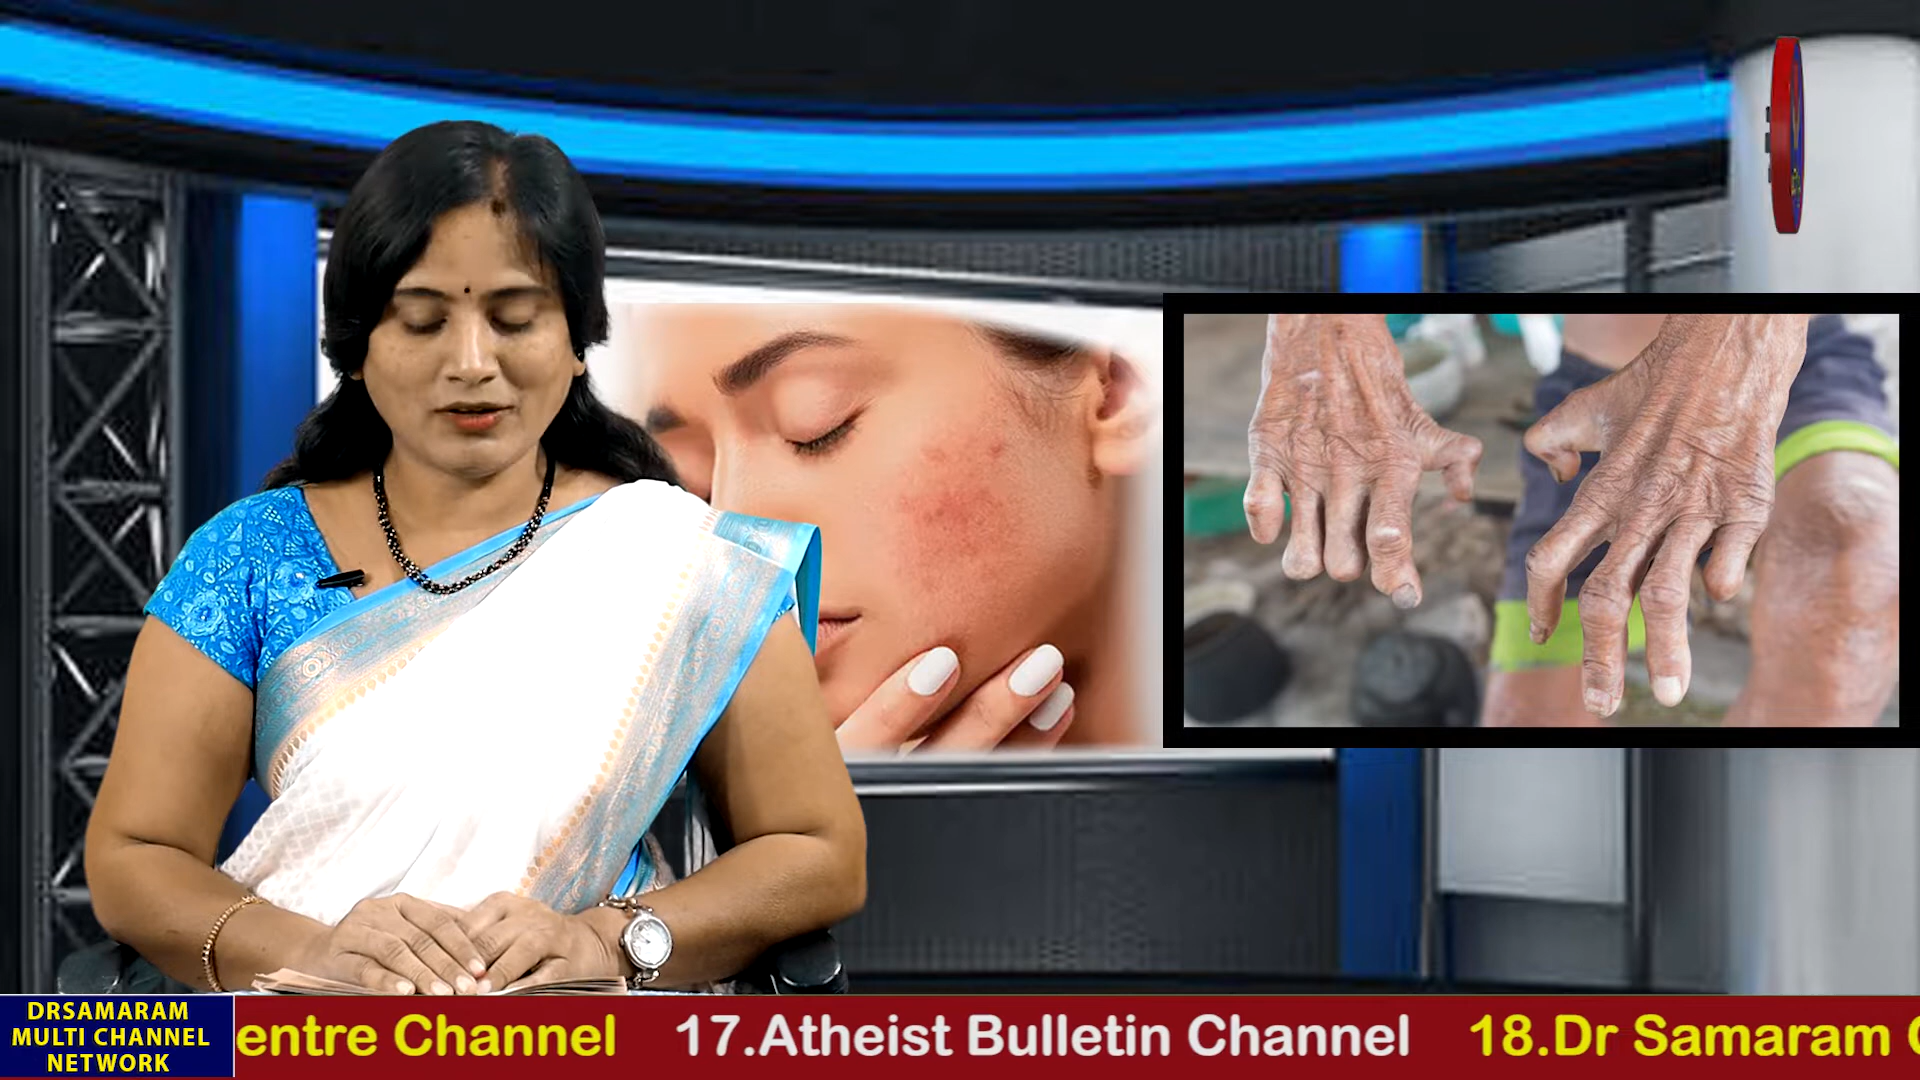 DRSAMARAM
MULTI CHANNEL
NETWORK
entre Channel 17.Atheist Bulletin Channel 18.Dr Samaram